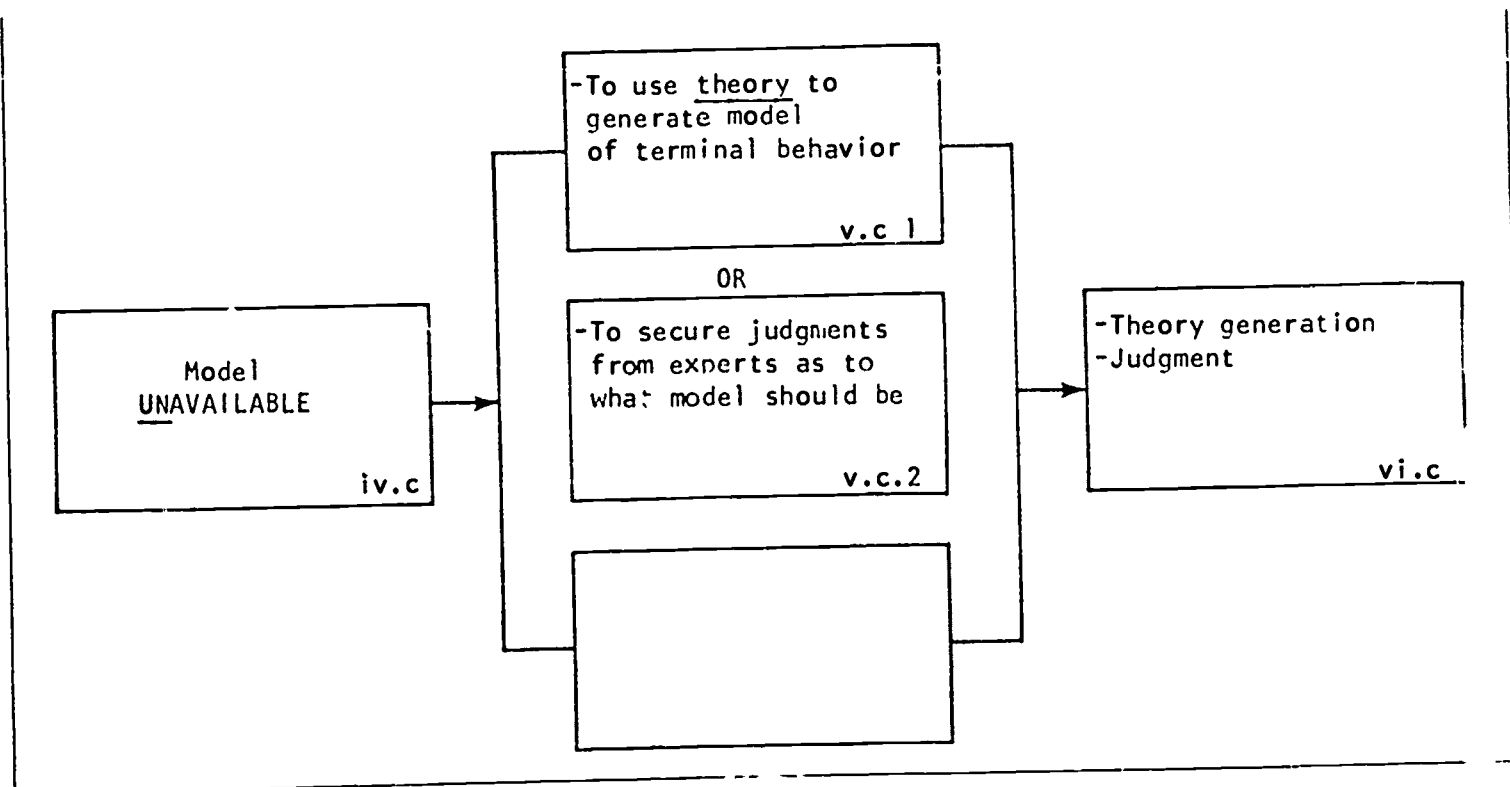 Model
UNAVAILABLE
iv.c
-To use theory to
generate model
of terminal behavior
v.c 1
OR
-To secure judgments
from experts as to
what model should be
v.c.2
-Theory generation
-Judgment
vi.c